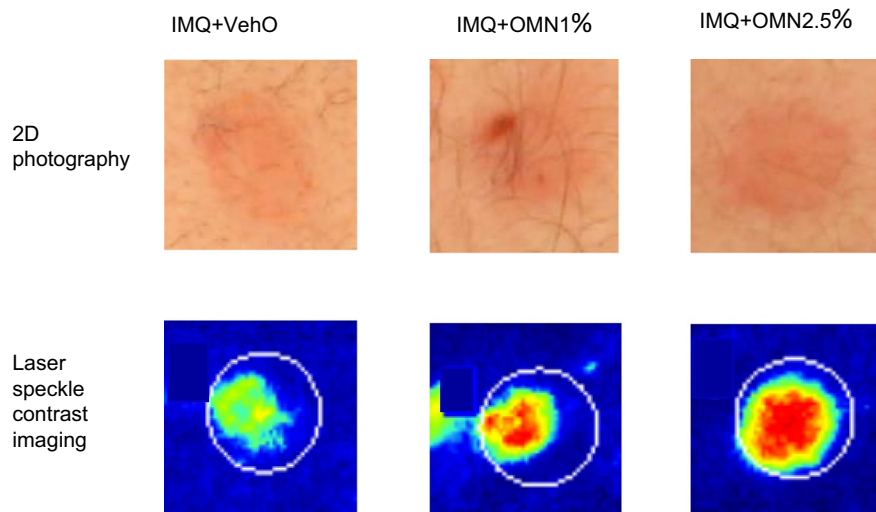 IMQ+VehO
IMQ+OMN1%
IMQ+OMN2.5%
2D
photography
Laser
speckle
contrast
imaging